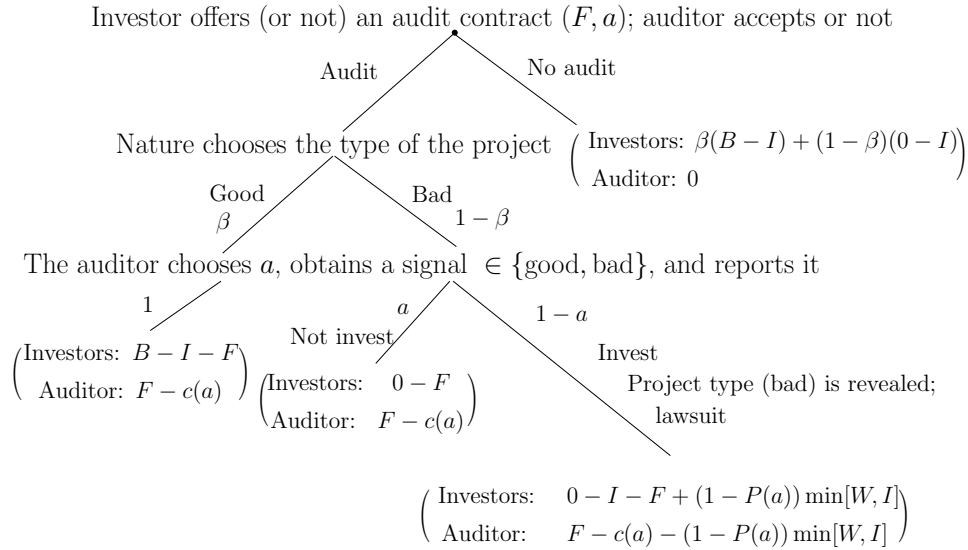 Investor offers (or not) an audit contract (F, a); auditor accepts or not
Audit
No audit
Nature chooses the type of the project
Investors: β(B − I) + (1 − β)(0 − I)
Auditor: 0
Good
β
Bad
1 − β
The auditor chooses a, obtains a signal ∈ {good, bad}, and reports it
1
a
1 − a
Not invest
Invest
Investors: B − I − F
Auditor: F − c(a)
Investors: 0 − F
Auditor: F − c(a)
Project type (bad) is revealed;
lawsuit
Investors: 0 − I − F + (1 − P(a)) min[W, I]
Auditor: F − c(a) − (1 − P(a)) min[W, I]